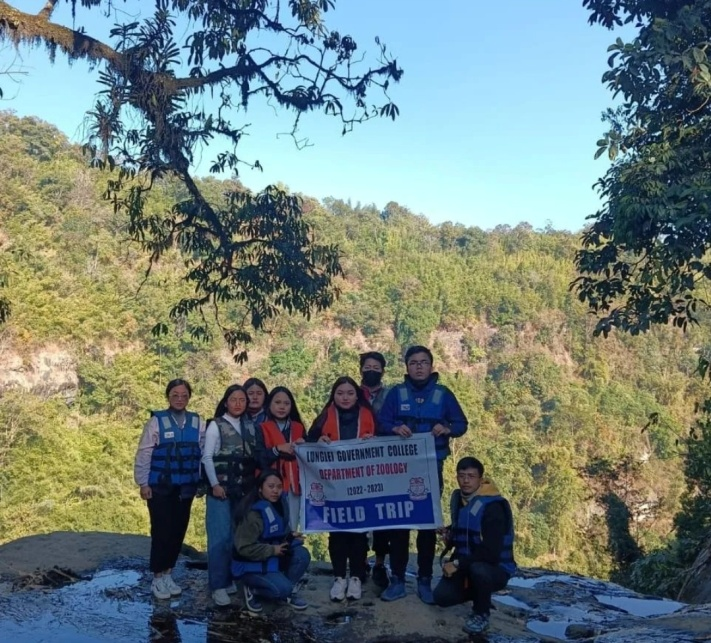 LUNGLEI GOVERNMENT COLLEGE
DEPARTMENT OF ZOOLOGY
(2022 - 2023)
FIELD TRIP